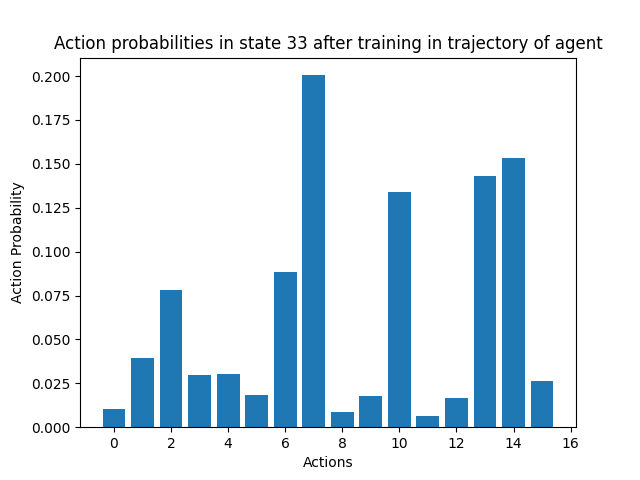 Action probabilities in state 33 after training in trajectory of agent
0.200
0.175
0.150
0.125
0.100
0.075
0.050
0.025
0.000
Action Probability
0 2 4 6 8 10 12 14 16
Actions